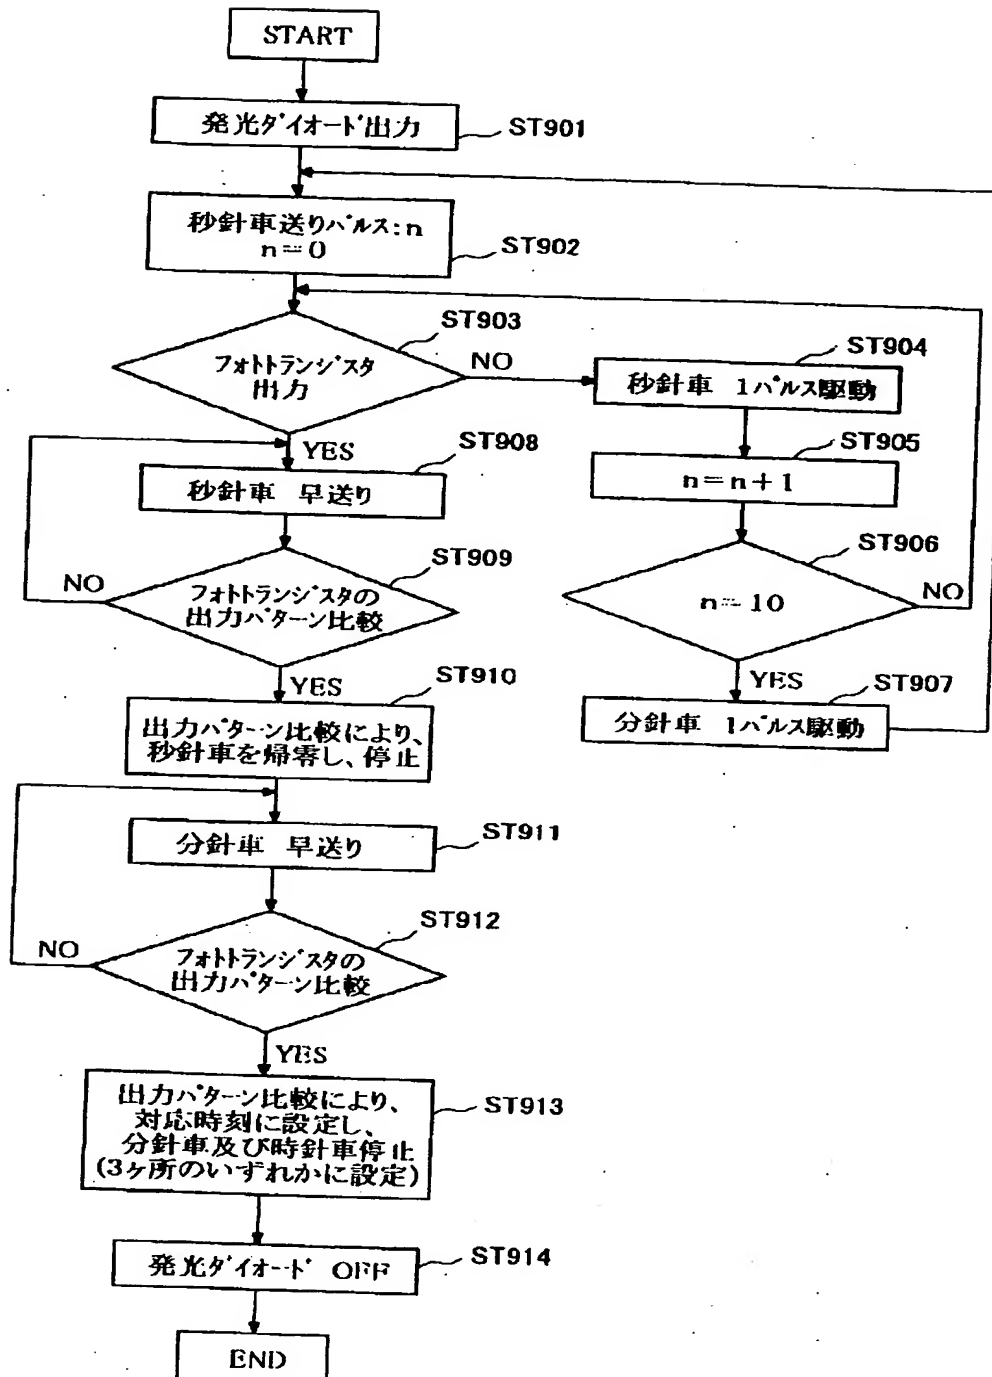 START
発光ダイオード出力
ST901
秒針車送りパルス:n
n=0
ST902
フォトトランジスタ
出力
ST903
NO
秒針車 1パルス駆動
ST904
n=n+1
ST905
n=10
ST906
NO
YES
分針車 1パルス駆動
ST907
YES
秒針車 早送り
ST908
フォトトランジスタの
出力パターン比較
ST909
NO
YES
出力パターン比較により、
秒針車を帰零し、停止
ST910
分針車 早送り
ST911
フォトトランジスタの
出力パターン比較
ST912
NO
YES
出力パターン比較により、
対応時刻に設定し、
分針車及び時針車停止
(3ヶ所のいずれかに設定)
ST913
発光ダイオード OFF
ST914
END